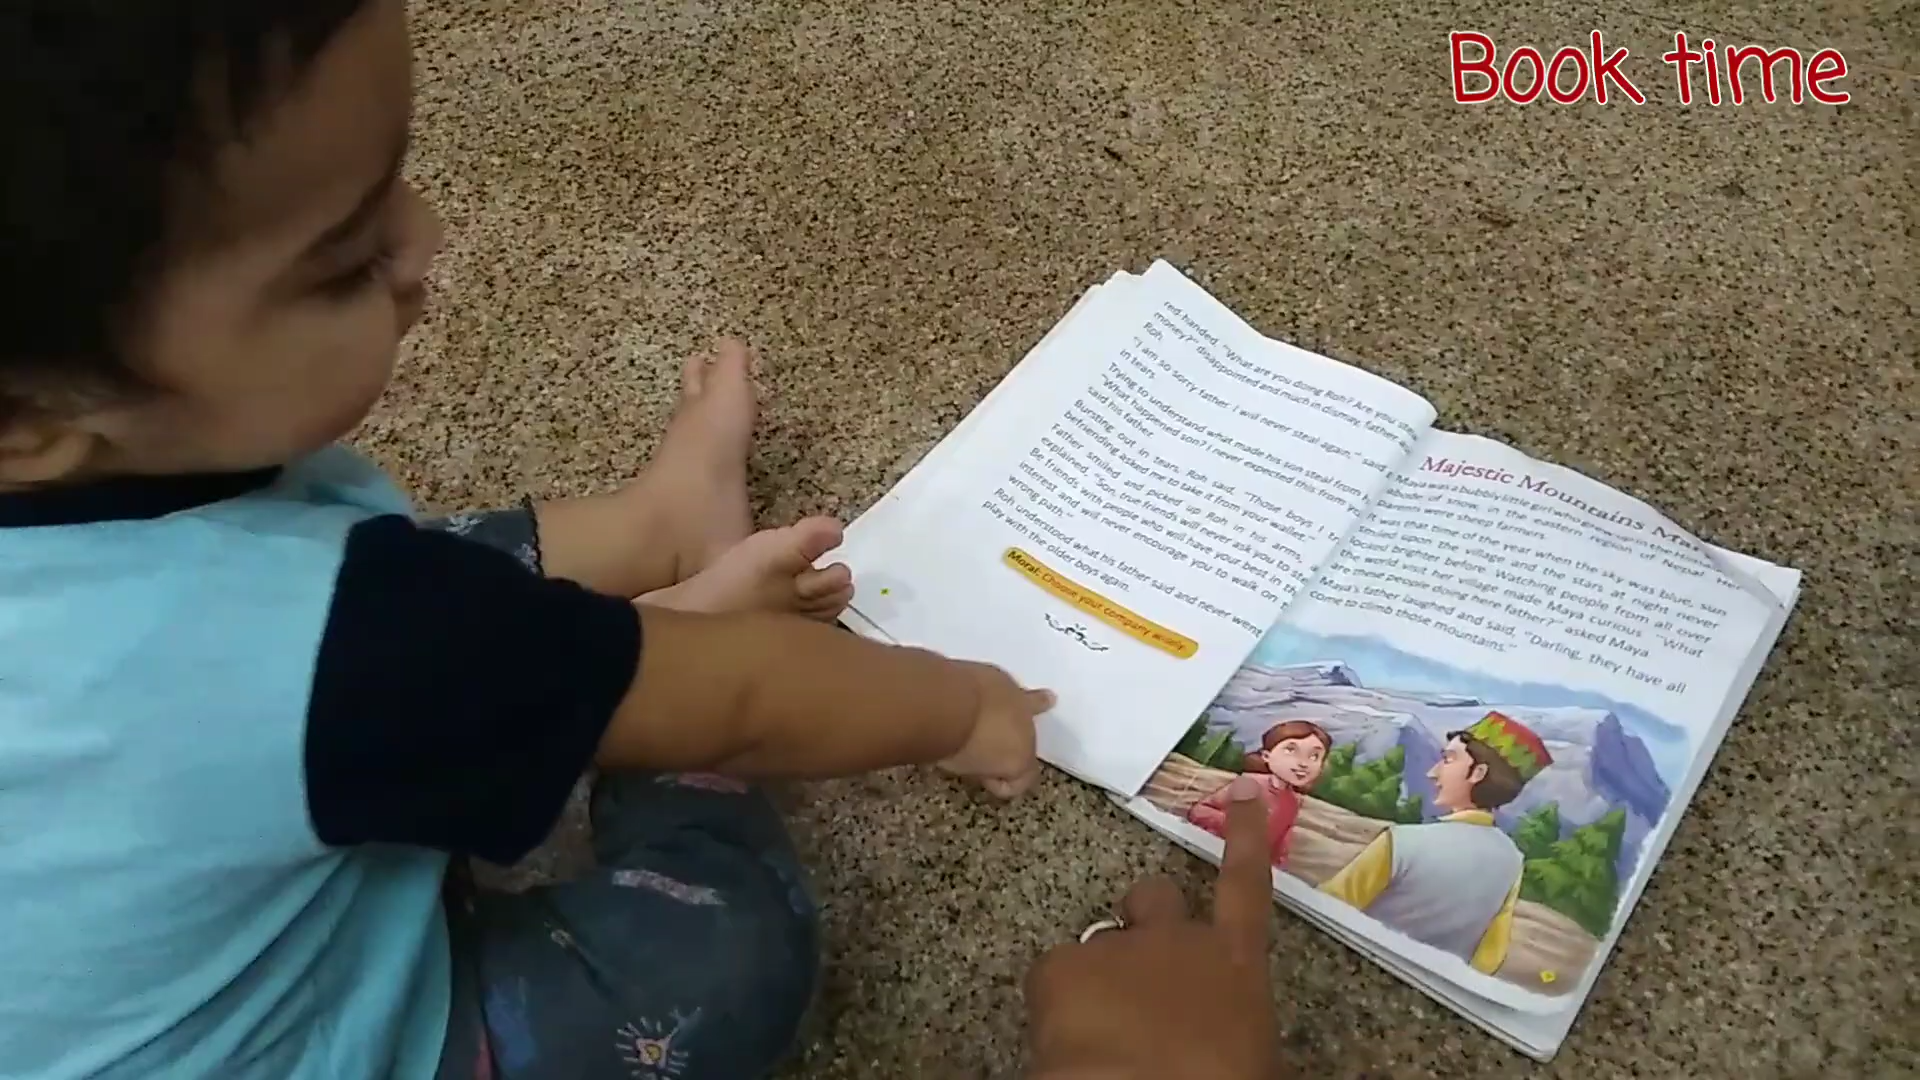 Book time
red handed. "What are you doing Roh? Are you
money?" disappointed and much in dismay, father
Roh.
"I am so sorry father. I will never steal again," said
in tears.
Trying to understand what made his son steal from
"What happened son? I never expected this from
said his father.
Bursting out in tears, Roh said, "Those boys I
befriending asked me to take it from your wallet."
Father smiled and picked up Roh in his arms,
explained, "Son, true friends will never ask you to
Be friends with people who will have your best in
interest and will never encourage you to walk on
wrong path."
Roh understood what his father said and never went
play with the older boys again.
Moral: Choose your company wisely.
Majestic Mountains
Maya was a bubbly little girl who grew up in the
abode of snow, in the eastern region of Nepal. Her
parents were sheep farmers.
It was that time of the year when the sky was blue, sun
smiled upon the village and the stars at night never
looked brighter before. Watching people from all over
the world visit her village made Maya curious. "What
are these people doing here father?" asked Maya.
Maya's father laughed and said, "Darling, they have all
come to climb those mountains."